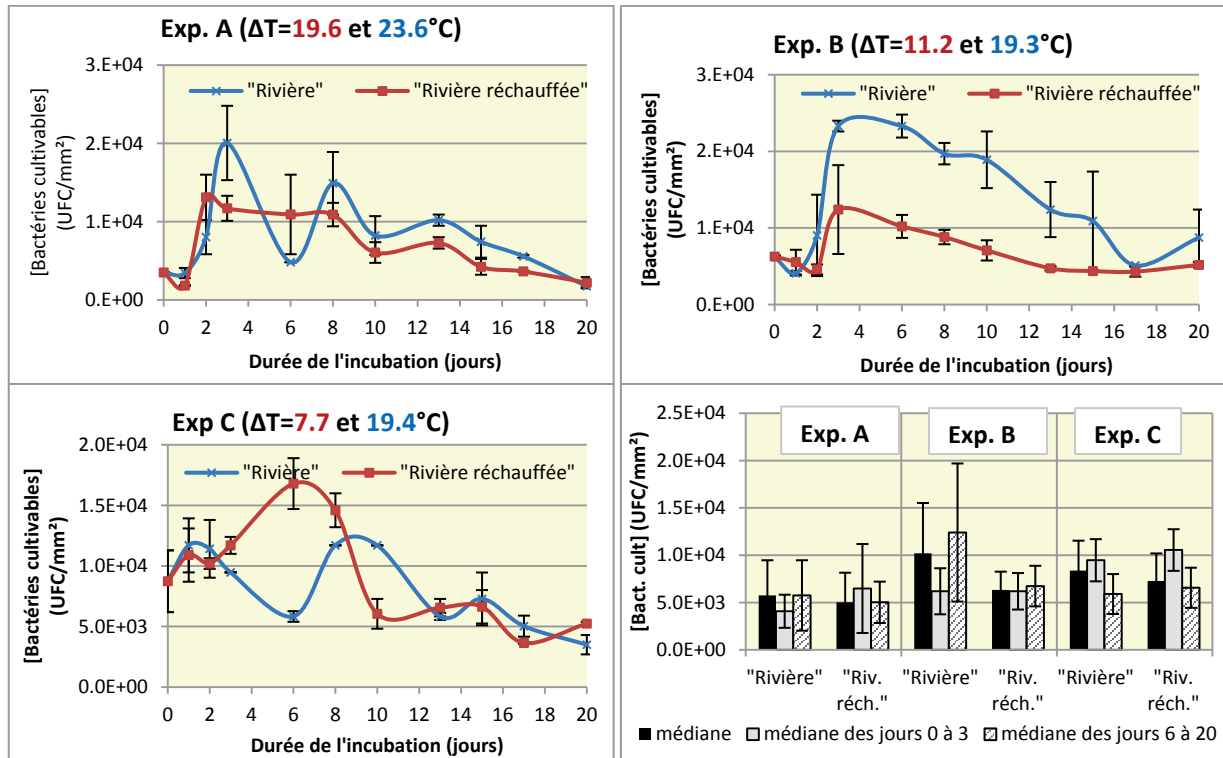 Exp. A (ΔT=19.6 et 23.6°C)
[Bactéries cultivables]
(UFC/mm²)
3.E+04
2.E+04
1.E+04
0.E+00
"Rivière"
"Rivière réchauffée"
0 2 4 6 8 10 12 14 16 18 20
Durée de l'incubation (jours)
Exp. B (ΔT=11.2 et 19.3°C)
[Bactéries cultivables]
(UFC/mm²)
3.E+04
2.E+04
1.E+04
0.E+00
"Rivière"
"Rivière réchauffée"
0 2 4 6 8 10 12 14 16 18 20
Durée de l'incubation (jours)
Exp C (ΔT=7.7 et 19.4°C)
[Bactéries cultivables]
(UFC/mm²)
2.0E+04
1.5E+04
1.0E+04
5.0E+03
0.0E+00
"Rivière"
"Rivière réchauffée"
0 2 4 6 8 10 12 14 16 18 20
Durée de l'incubation (jours)
[Bact. cult] (UFC/mm²)
2.5E+04
2.0E+04
1.5E+04
1.0E+04
5.0E+03
0.0E+00
Exp. A
Exp. B
Exp. C
"Rivière" "Riv. "Rivière" "Riv. "Rivière" "Riv.
réch." réch." réch."
médiane médiane des jours 0 à 3 médiane des jours 6 à 20